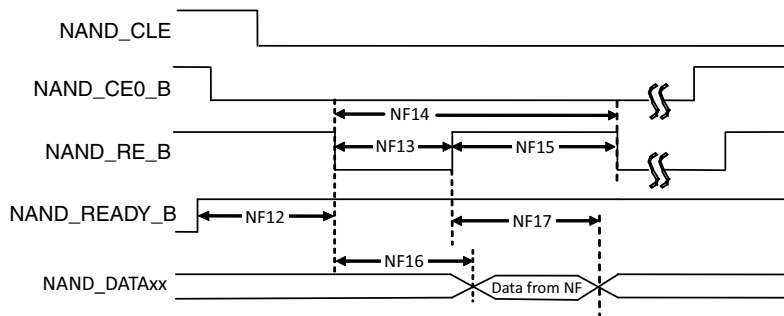 NAND_CLE
NAND_CE0_B
NF14
NAND_RE_B
NF13
NF15
NAND_READY_B
NF12
NF17
NF16
NAND_DATAxx
Data from NF